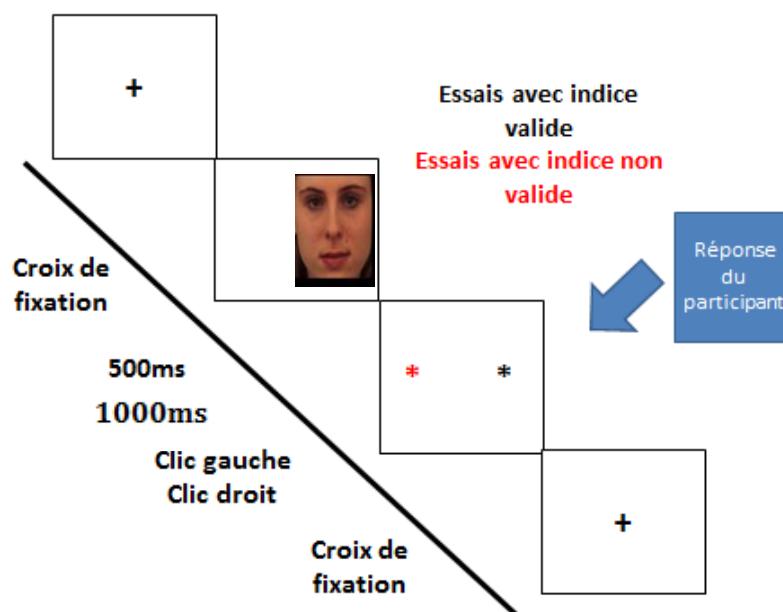 +
Essais avec indice
valide
Essais avec indice non
valide
Réponse
du
participant
Croix de
fixation
500ms
1000ms
* *
Clic gauche
Clic droit
+
Croix de
fixation